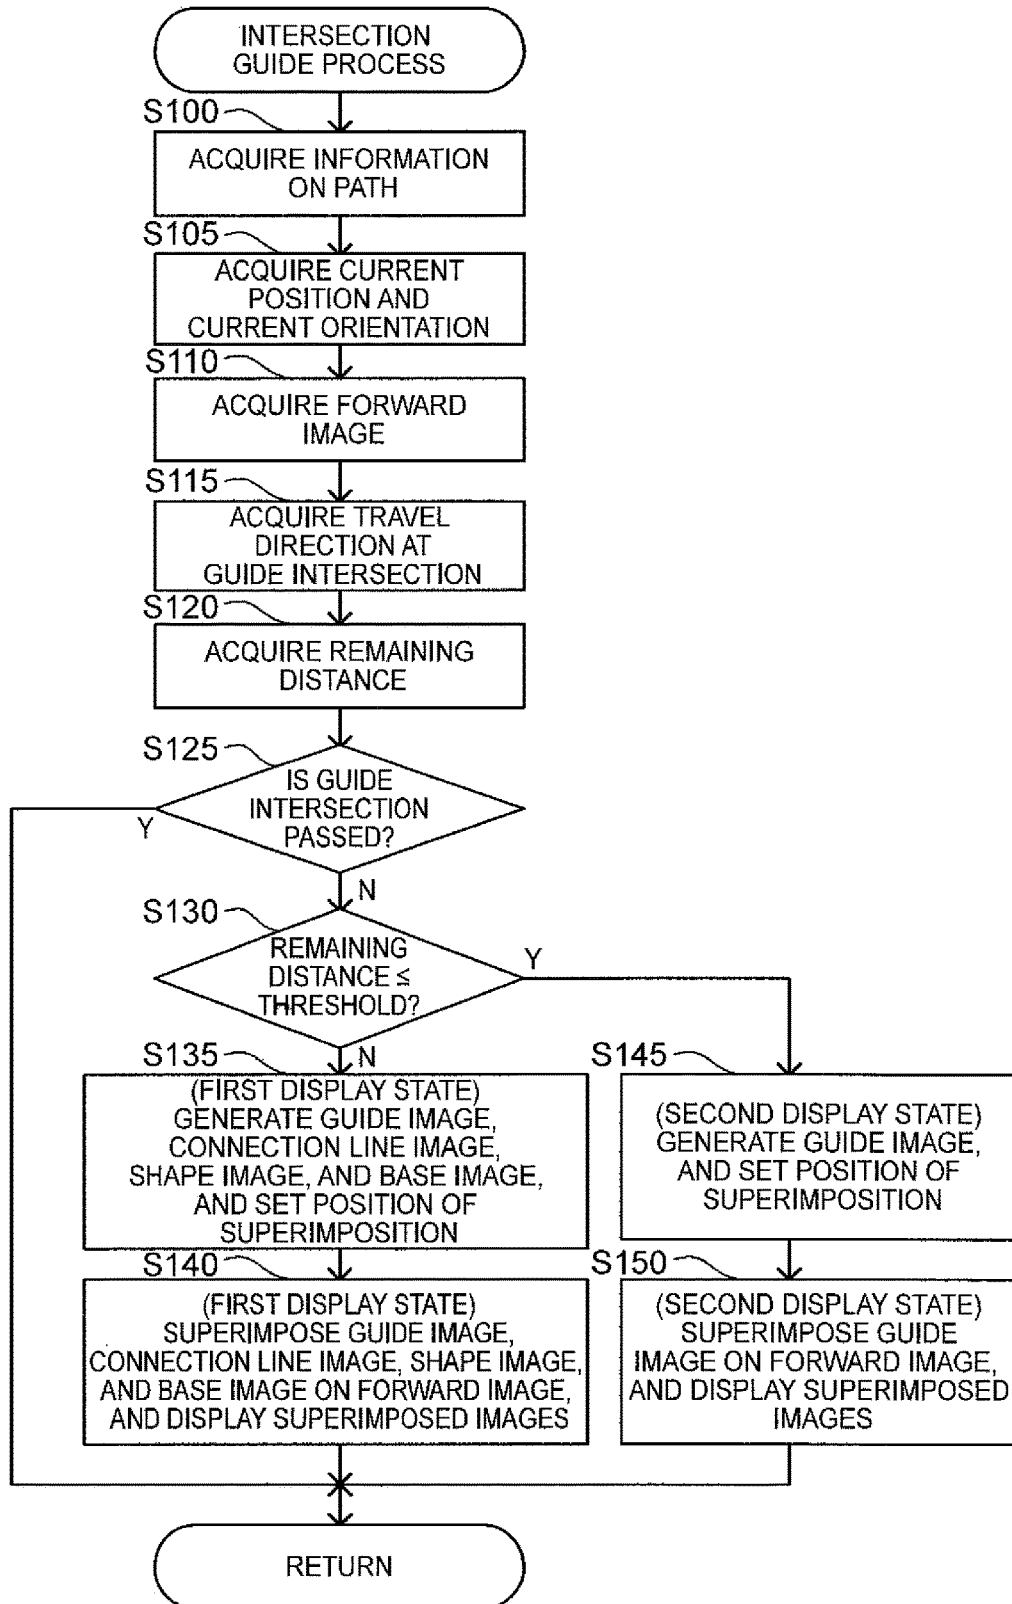 INTERSECTION
GUIDE PROCESS
S100
ACQUIRE INFORMATION
ON PATH
S105
ACQUIRE CURRENT
POSITION AND
CURRENT ORIENTATION
S110
ACQUIRE FORWARD
IMAGE
S115
ACQUIRE TRAVEL
DIRECTION AT
GUIDE INTERSECTION
S120
ACQUIRE REMAINING
DISTANCE
S125
IS GUIDE
INTERSECTION
PASSED?
Y
N
S130
REMAINING
DISTANCE ≦
THRESHOLD?
Y
N
S135
(FIRST DISPLAY STATE)
GENERATE GUIDE IMAGE,
CONNECTION LINE IMAGE,
SHAPE IMAGE, AND BASE IMAGE,
AND SET POSITION OF
SUPERIMPOSITION
S145
(SECOND DISPLAY STATE)
GENERATE GUIDE IMAGE,
AND SET POSITION OF
SUPERIMPOSITION
S140
(FIRST DISPLAY STATE)
SUPERIMPOSE GUIDE IMAGE,
CONNECTION LINE IMAGE, SHAPE IMAGE,
AND BASE IMAGE ON FORWARD IMAGE,
AND DISPLAY SUPERIMPOSED IMAGES
S150
(SECOND DISPLAY STATE)
SUPERIMPOSE GUIDE
IMAGE ON FORWARD IMAGE,
AND DISPLAY SUPERIMPOSED
IMAGES
RETURN